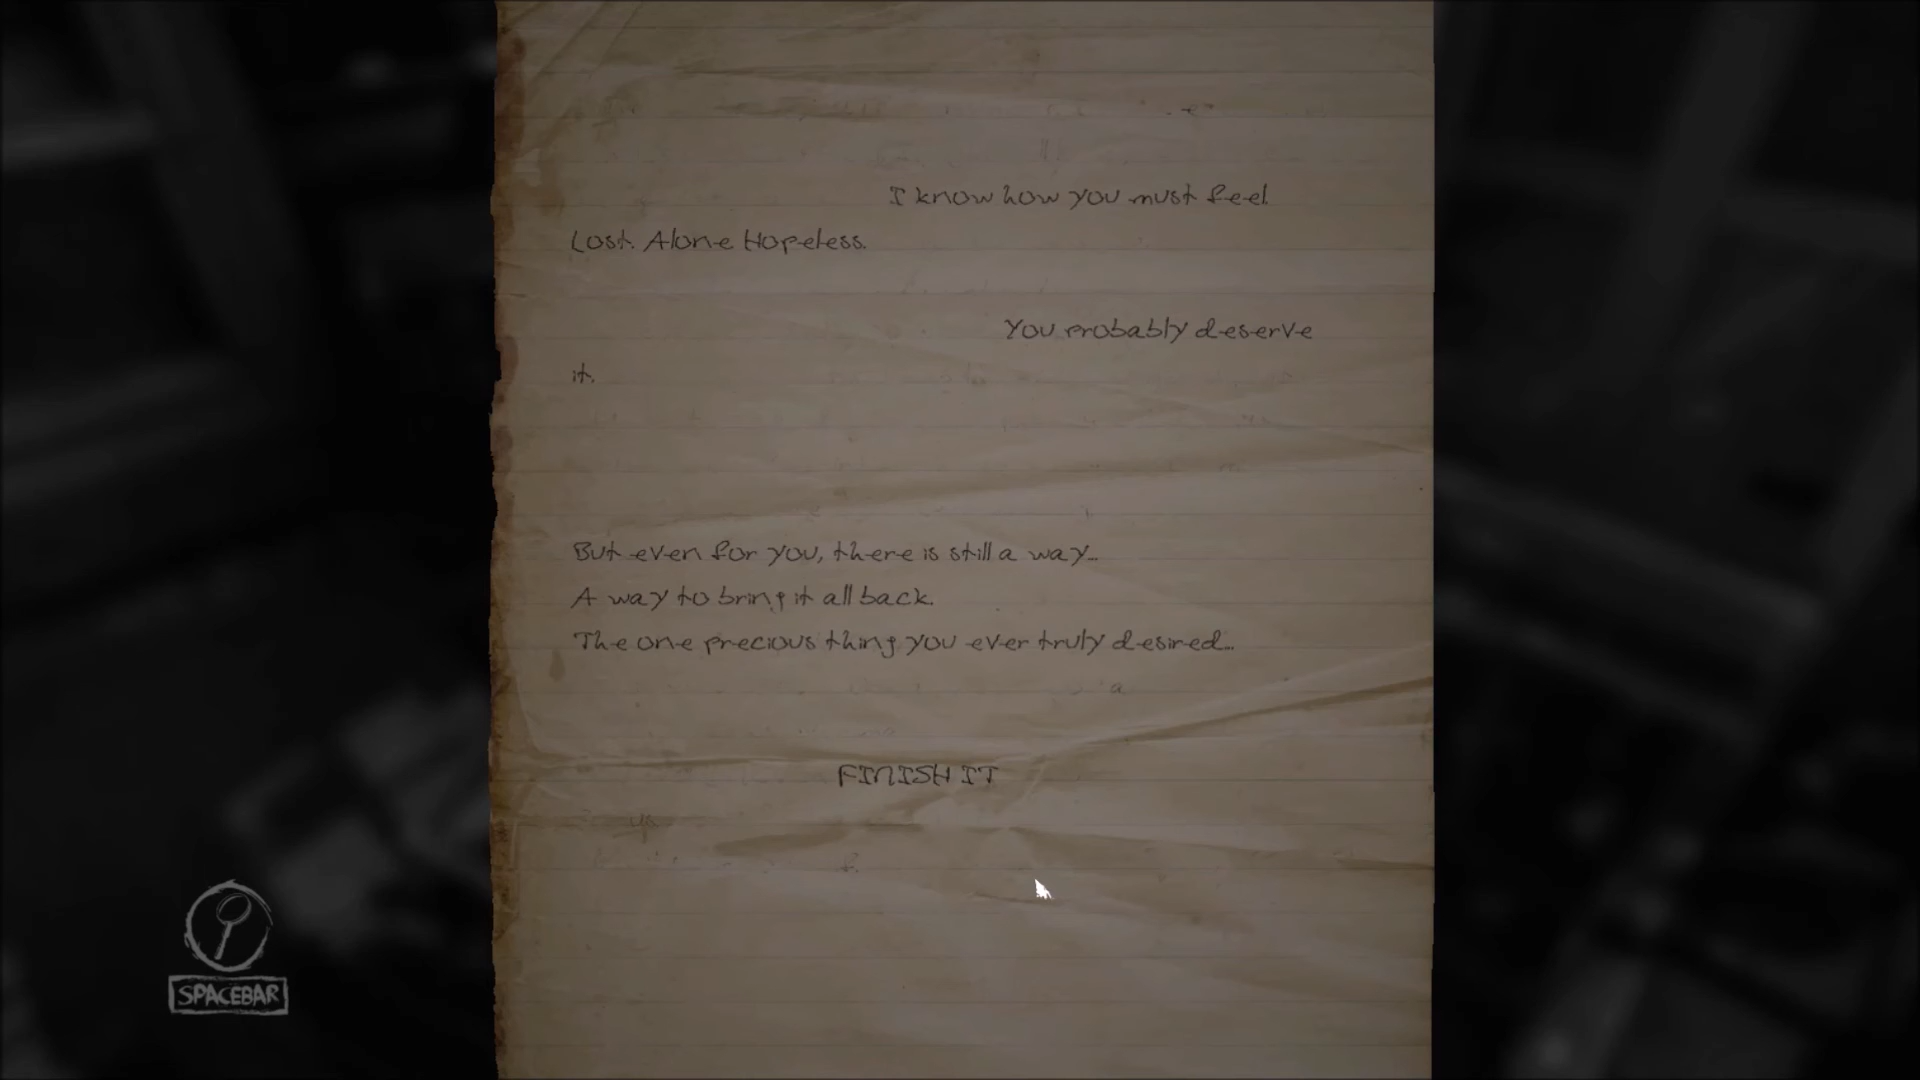 I know how you must feel.
Lost. Alone Hopeless.
You probably deserve
it.
But even for you, there is still a way...
A way to bring it all back.
The one precious thing you ever truly desired...
FINISH IT
SPACEBAR